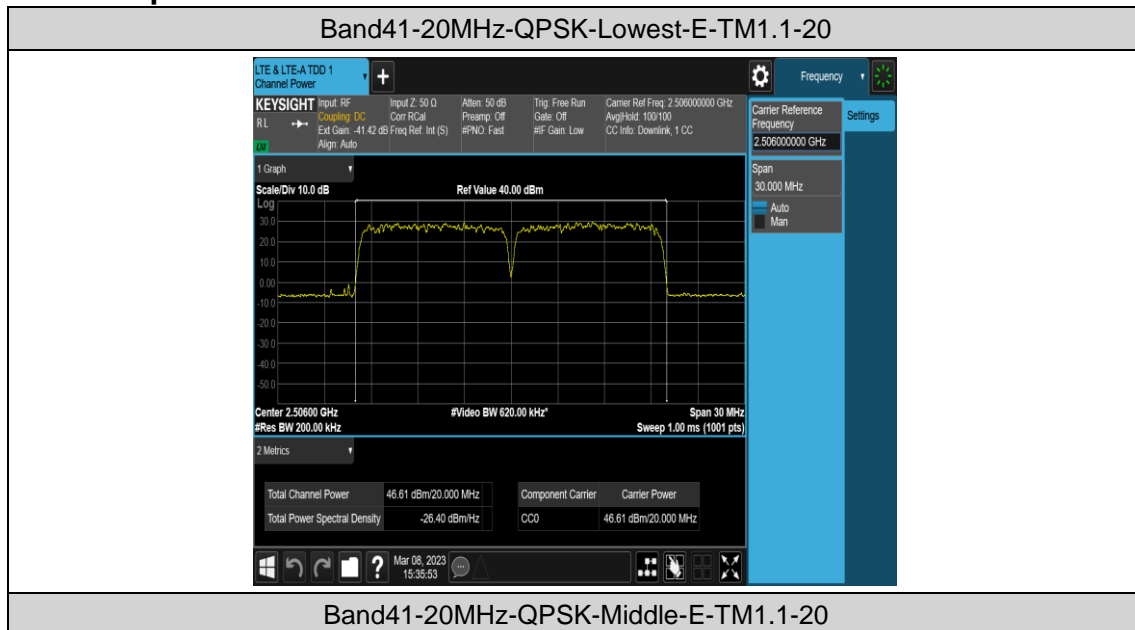 Band41-20MHz-QPSK-Lowest-E-TM1.1-20
LTE & LTE-A TDD 1
Channel Power
Frequency
KEYSIGHT
R L
LV
Input: RF
Coupling: DC
Ext Gain: -41.42 dB
Align: Auto
Input Z: 50 Ω
Corr RCal
Freq Ref: Int (S)
Atten: 50 dB
Preamp: Off
#PNO: Fast
Trig: Free Run
Gate: Off
#IF Gain: Low
Carrier Ref Freq: 2.506000000 GHz
Avg|Hold: 100/100
CC Info: Downlink, 1 CC
Carrier Reference
Frequency
2.506000000 GHz
Settings
Span
30.000 MHz
Auto
Man
1 Graph
Scale/Div 10.0 dB
Ref Value 40.00 dBm
Log
30.0
20.0
10.0
0.00
-10.0
-20.0
-30.0
-40.0
-50.0
Center 2.50600 GHz
#Video BW 620.00 kHz*
Span 30 MHz
#Res BW 200.00 kHz
Sweep 1.00 ms (1001 pts)
2 Metrics
Total Channel Power 46.61 dBm/20.000 MHz
Total Power Spectral Density -26.40 dBm/Hz
Component Carrier Carrier Power
CC0 46.61 dBm/20.000 MHz
?
Mar 08, 2023
15:35:53
Band41-20MHz-QPSK-Middle-E-TM1.1-20